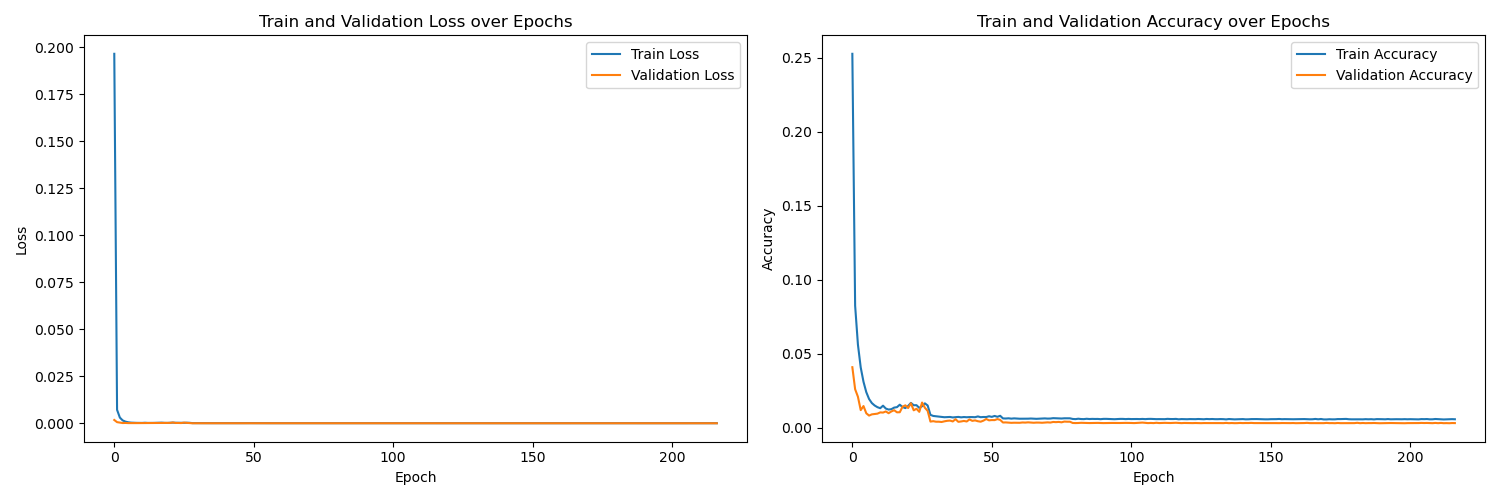 Train and Validation Loss over Epochs
Train Loss
Validation Loss
0.200
0.175
0.150
0.125
0.100
0.075
0.050
0.025
0.000
Loss
0
50
100
150
200
Epoch
Train and Validation Accuracy over Epochs
Train Accuracy
Validation Accuracy
0.25
0.20
0.15
0.10
0.05
0.00
Accuracy
0
50
100
150
200
Epoch